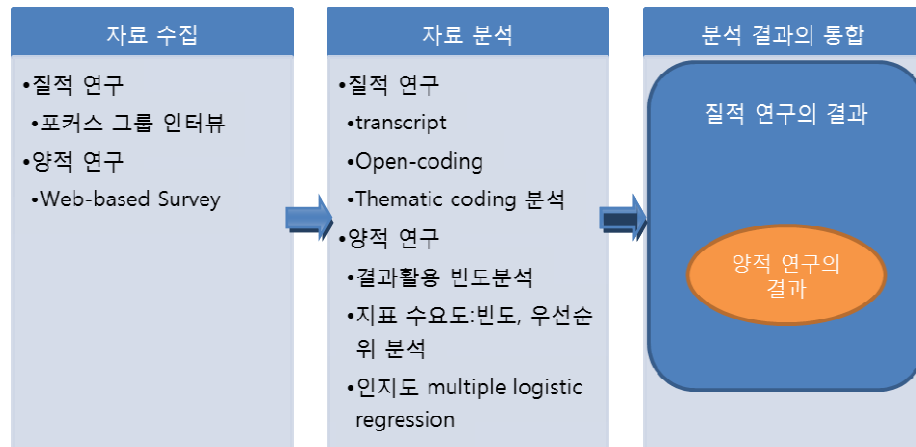 자료 수집
•질적 연구
•포커스 그룹 인터뷰
•양적 연구
•Web-based Survey
자료 분석
•질적 연구
•transcript
•Open-coding
•Thematic coding 분석
•양적 연구
•결과활용 빈도분석
•지표 수요도:빈도, 우선순
위 분석
•인지도 multiple logistic
regression
분석 결과의 통합
질적 연구의 결과
양적 연구의
결과